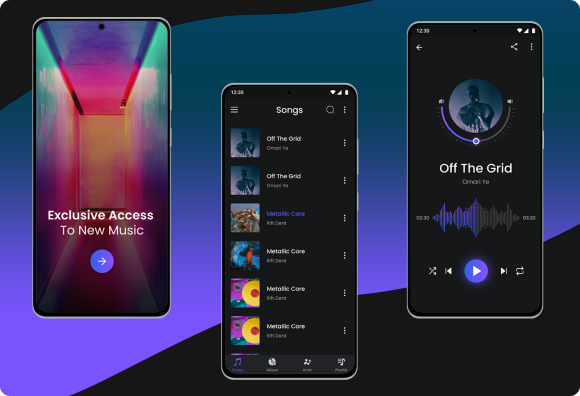 Exclusive Access
To New Music
12:30
Songs
Off The Grid
Omari Ye
Off The Grid
Omari Ye
Metallic Core
Rift Dent
Metallic Core
Rift Dent
Metallic Core
Rift Dent
Metallic Core
Rift Dent
Songs
Album
Artist
Playlist
12:30
Off The Grid
Omari Ye
02:30
03:20